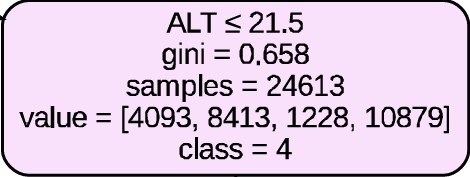 ALT ≤ 21.5
gini = 0.658
samples = 24613
value = [4093, 8413, 1228, 10879]
class = 4